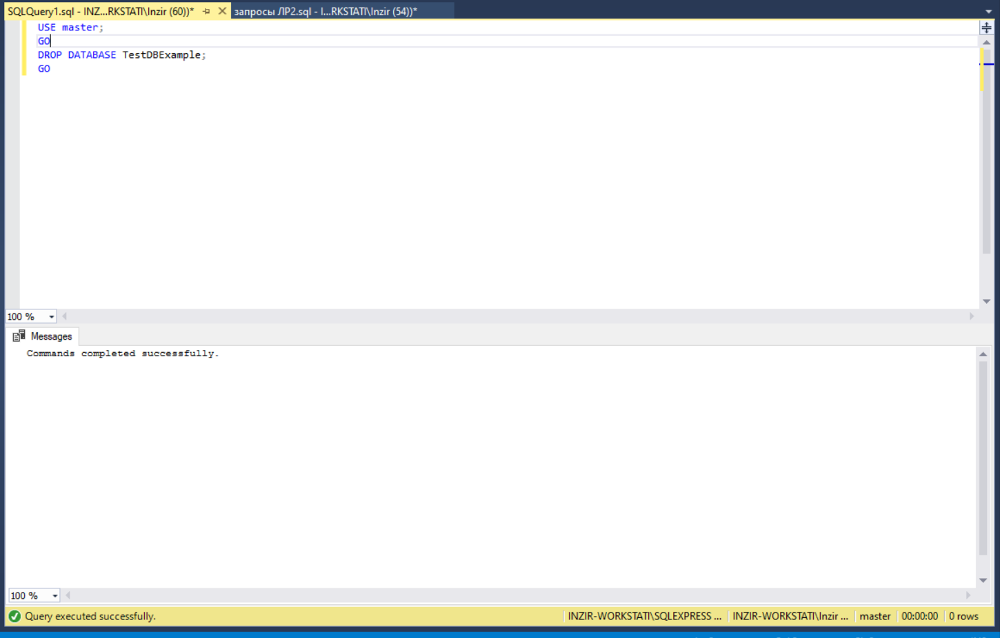 SQLQuery1.sql - INZ...RKSTATI\Inzir (60))*
запросы ЛР2.sql - I...RKSTATI\Inzir (54))*
USE master;
GO
DROP DATABASE TestDBExample;
GO
100 %
Messages
Commands completed successfully.
100 %
Query executed successfully.
INZIR-WORKSTATI\SQLEXPRESS ...
INZIR-WORKSTATI\Inzir ...
master
00:00:00
0 rows